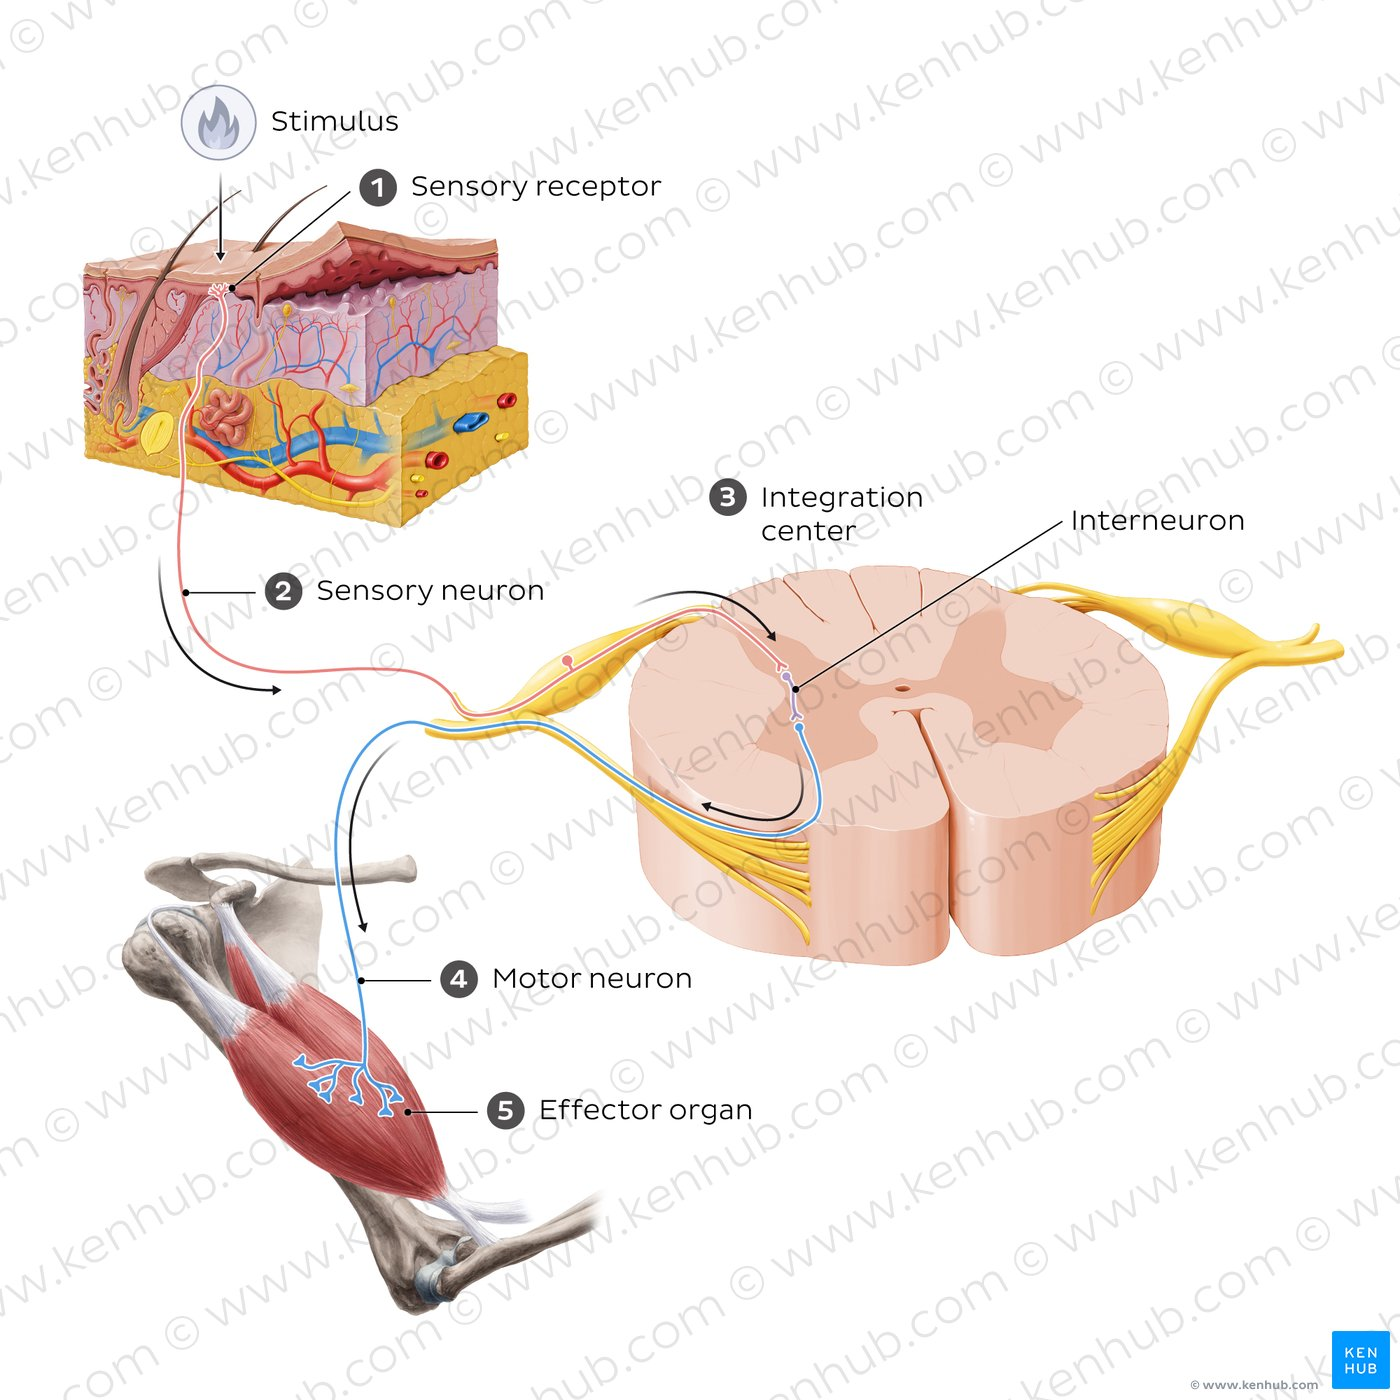 Stimulus
1 Sensory receptor
3 Integration
center
Interneuron
2 Sensory neuron
4 Motor neuron
5 Effector organ
KEN
HUB
© www.kenhub.com